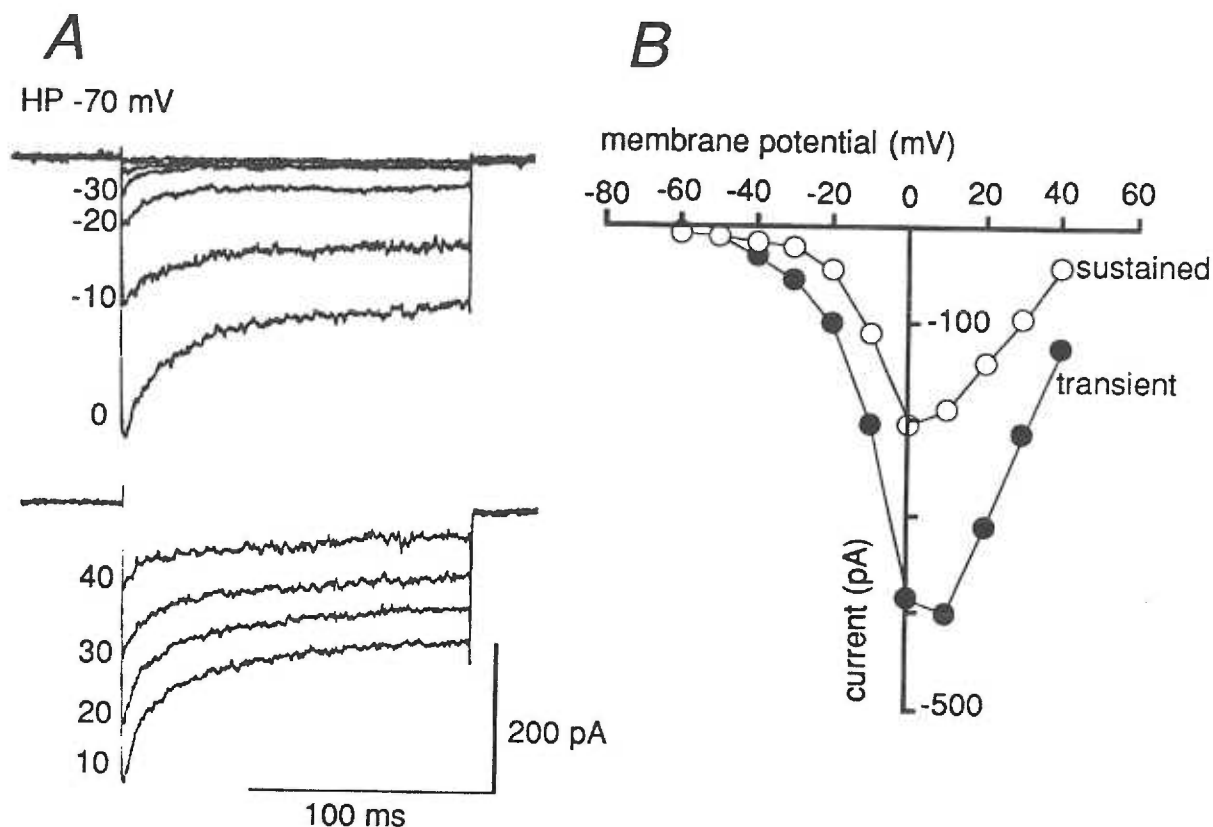 A
HP -70 mV
-30
-20
-10
0
40
30
20
10
200 pA
100 ms
B
membrane potential (mV)
-80 -60 -40 -20 0 20 40 60
sustained
-100
transient
current (pA)
-500